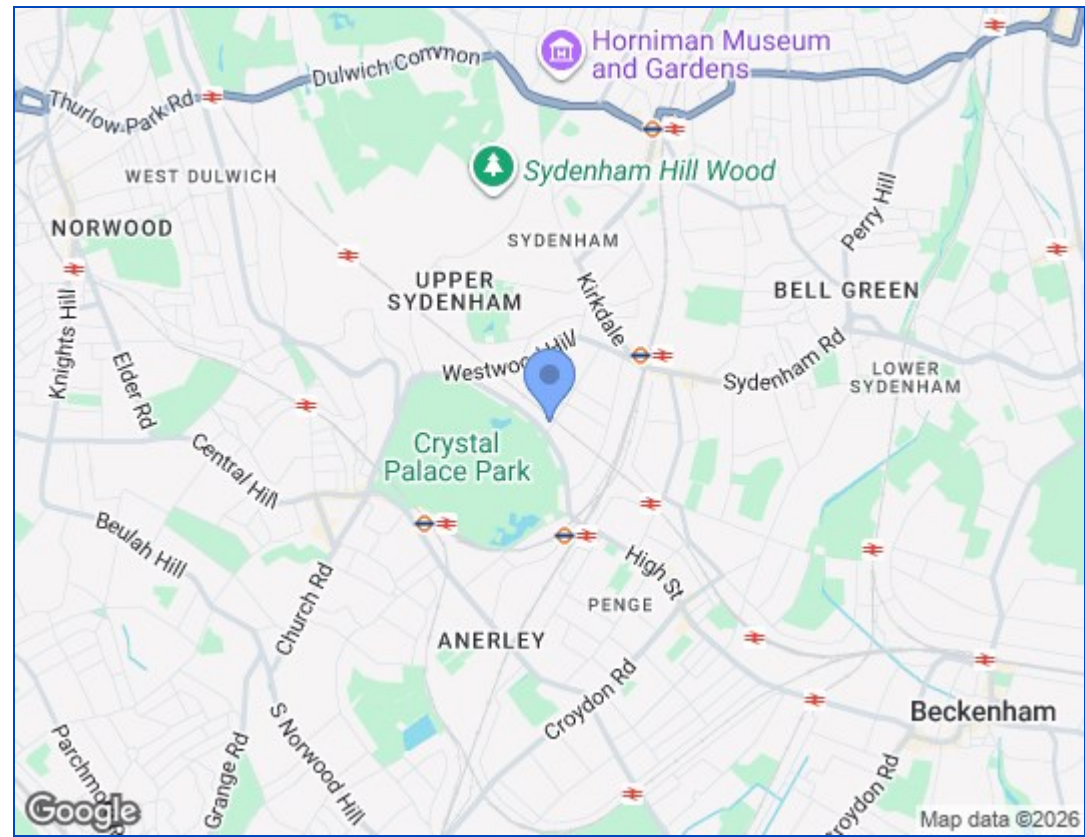 Horniman Museum
and Gardens
Dulwich Common
Thurlow Park Rd
WEST DULWICH
Sydenham Hill Wood
Perry Hill
NORWOOD
SYDENHAM
UPPER
SYDENHAM
Kirkdale
BELL GREEN
Knights Hill
Elder Rd
Westwood Hill
Sydenham Rd
LOWER
SYDENHAM
Crystal
Palace Park
Central Hill
Beulah Hill
High St
Church Rd
PENGE
ANERLEY
Croydon Rd
Beckenham
S Norwood Hill
Grange Rd
Croydon Rd
Google
Map data ©2026